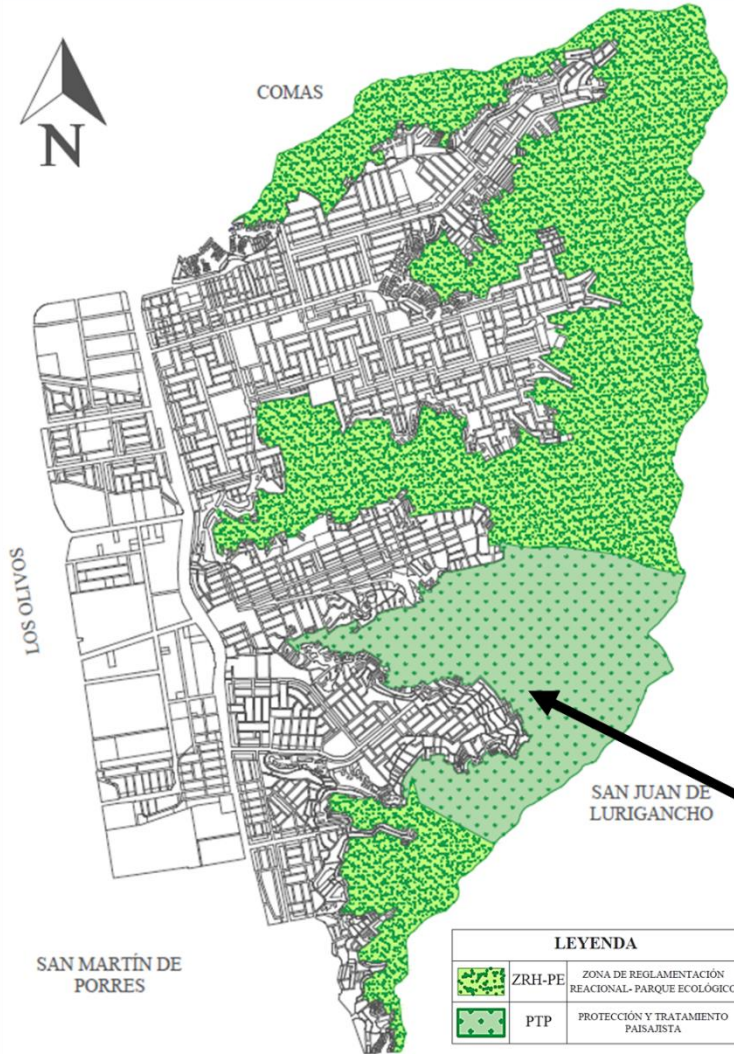 COMAS
N
LOS OLIVOS
SAN JUAN DE
LURIGANCHO
SAN MARTÍN DE
PORRES
LEYENDA
ZRH-PE
ZONA DE REGLAMENTACIÓN
REACIONAL- PARQUE ECOLÓGICO
PTP
PROTECCIÓN Y TRATAMIENTO
PAISAJISTA